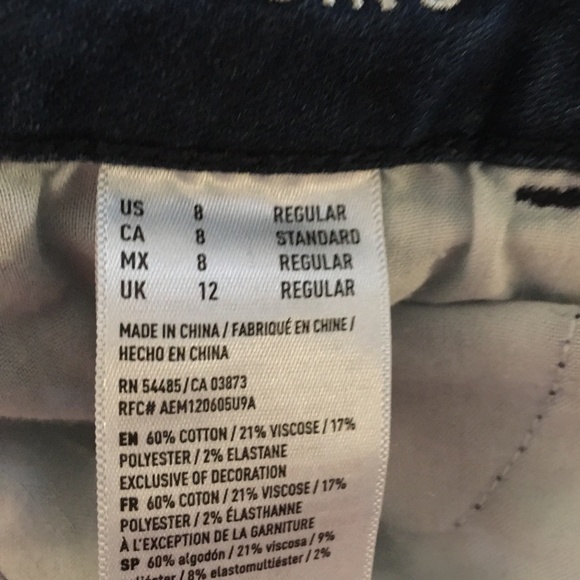 US 8 REGULAR
CA 8 STANDARD
MX 8 REGULAR
UK 12 REGULAR
MADE IN CHINA / FABRIQUÉ EN CHINE /
HECHO EN CHINA
RN 54485 / CA 03873
RFC# AEM120605U9A
EN 60% COTTON / 21% VISCOSE / 17%
POLYESTER / 2% ELASTANE
EXCLUSIVE OF DECORATION
FR 60% COTON / 21% VISCOSE / 17%
POLYESTER / 2% ÉLASTHANNE
À L'EXCEPTION DE LA GARNITURE
SP 60% algodón / 21% viscosa / 9%
/ 8% elastomultiéster / 2%